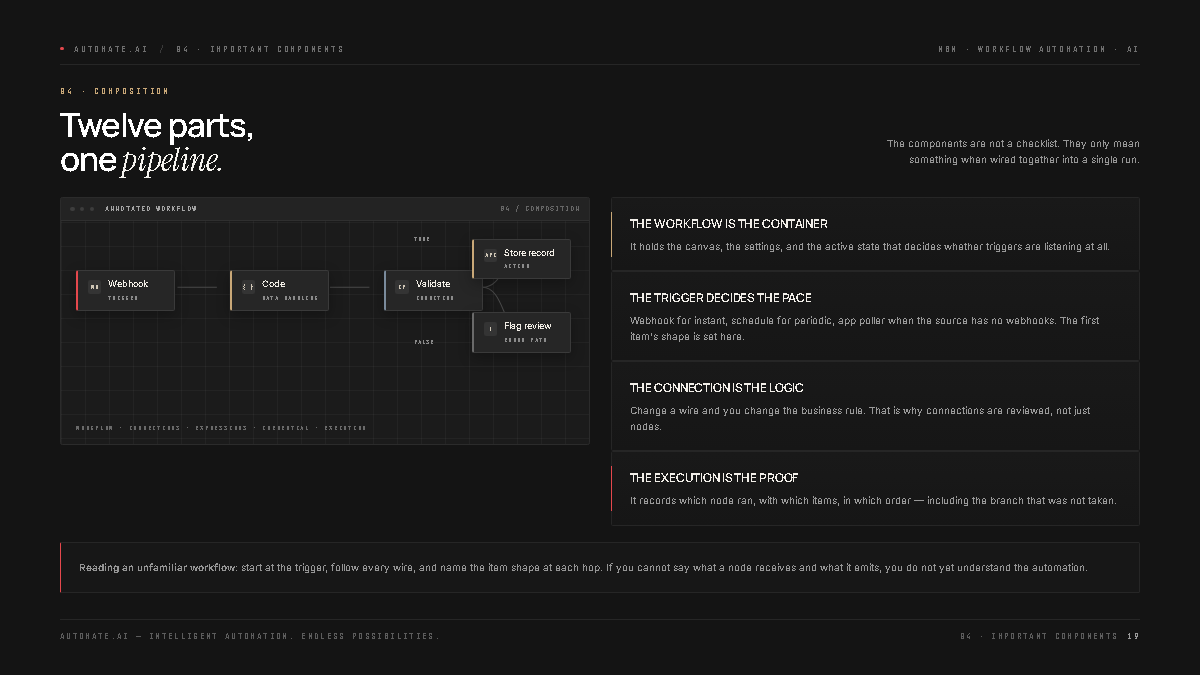 AUTOMATE.AI / 04 · IMPORTANT COMPONENTS
N8N · WORKFLOW AUTOMATION · AI
04 · COMPOSITION
Twelve parts,
one pipeline.
The components are not a checklist. They only mean
something when wired together into a single run.
ANNOTATED WORKFLOW
04 / COMPOSITION
TRUE
API
Store record
ACTION
WH
Webhook
TRIGGER
{ }
Code
DATA HANDLING
IF
Validate
CONDITION
!
Flag review
ERROR PATH
FALSE
WORKFLOW · CONNECTIONS · EXPRESSIONS · CREDENTIAL · EXECUTION
THE WORKFLOW IS THE CONTAINER
It holds the canvas, the settings, and the active state that decides whether triggers are listening at all.
THE TRIGGER DECIDES THE PACE
Webhook for instant, schedule for periodic, app poller when the source has no webhooks. The first
item's shape is set here.
THE CONNECTION IS THE LOGIC
Change a wire and you change the business rule. That is why connections are reviewed, not just
nodes.
THE EXECUTION IS THE PROOF
It records which node ran, with which items, in which order — including the branch that was not taken.
Reading an unfamiliar workflow: start at the trigger, follow every wire, and name the item shape at each hop. If you cannot say what a node receives and what it emits, you do not yet understand the automation.
AUTOMATE.AI — INTELLIGENT AUTOMATION. ENDLESS POSSIBILITIES.
04 · IMPORTANT COMPONENTS 19